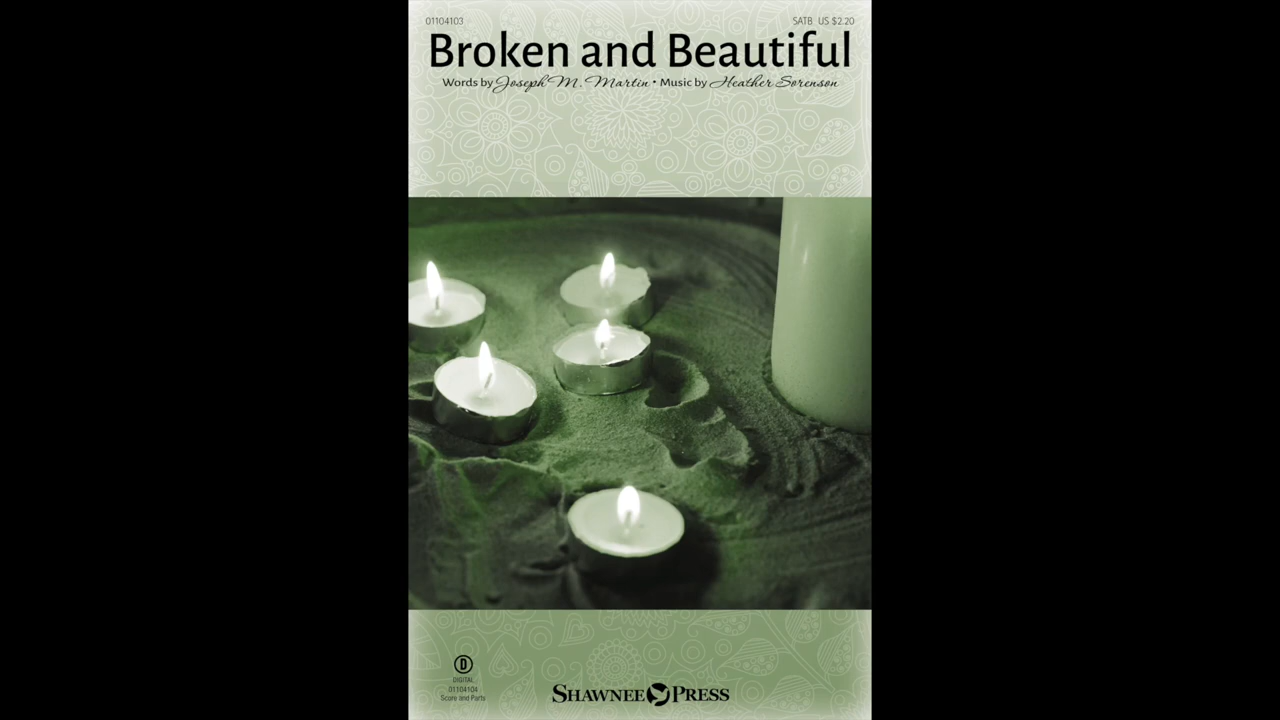 01104103
SATB US $2.20
Broken and Beautiful
Words by Joseph M. Martin • Music by Heather Sorenson
D
DIGITAL
01104104
Score and Parts
SHAWNEE PRESS